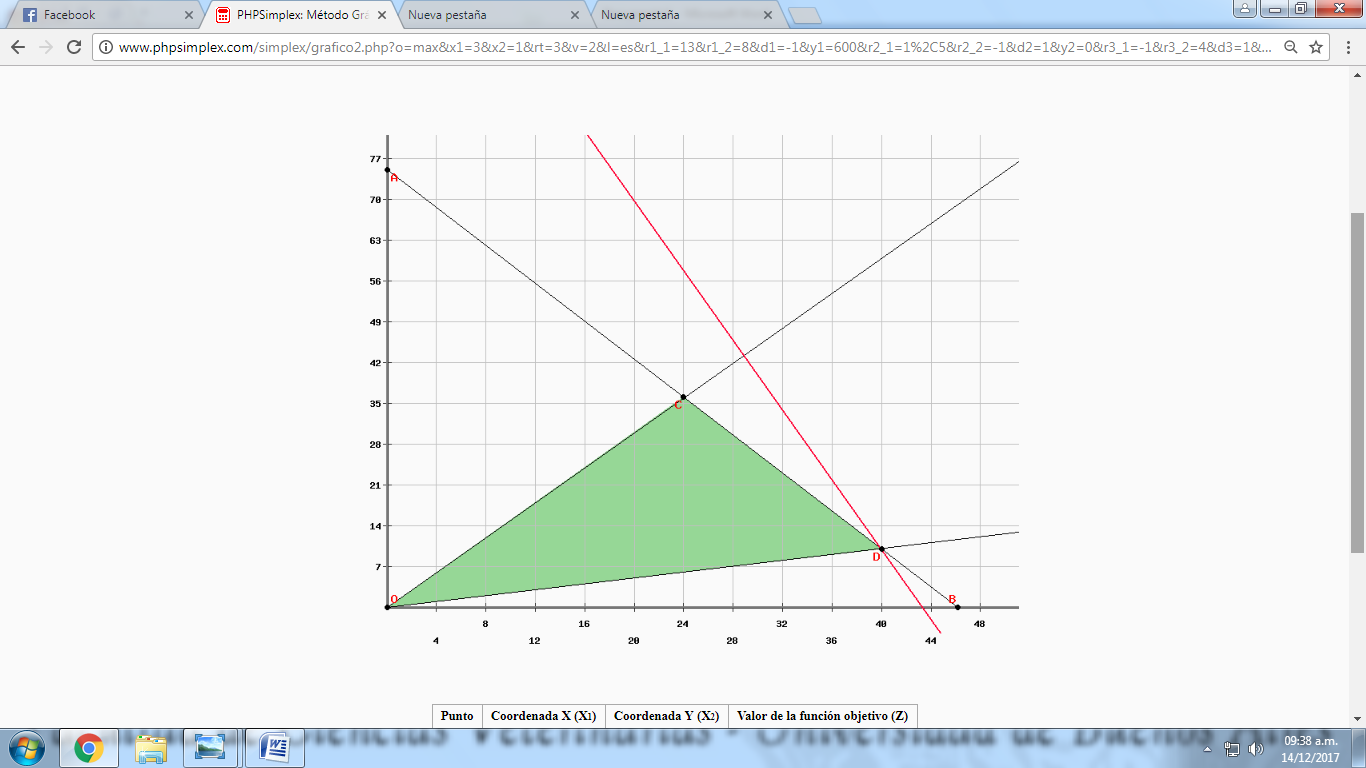 Facebook
PHPSimplex: Método Grá
Nueva pestaña
Nueva pestaña
www.phpsimplex.com/simplex/grafico2.php?o=max&x1=3&x2=1&rt=3&v=2&l=es&r1_1=13&r1_2=8&d1=-1&y1=600&r2_1=1%2C5&r2_2=-1&d2=1&y2=0&r3_1=-1&r3_2=4&d3=1&...
77
A
70
63
56
49
42
35
C
28
21
14
D
7
O
B
8
16
24
32
40
48
4
12
20
28
36
44
Punto
Coordenada X (X1)
Coordenada Y (X2)
Valor de la función objetivo (Z)
09:38 a.m.
14/12/2017